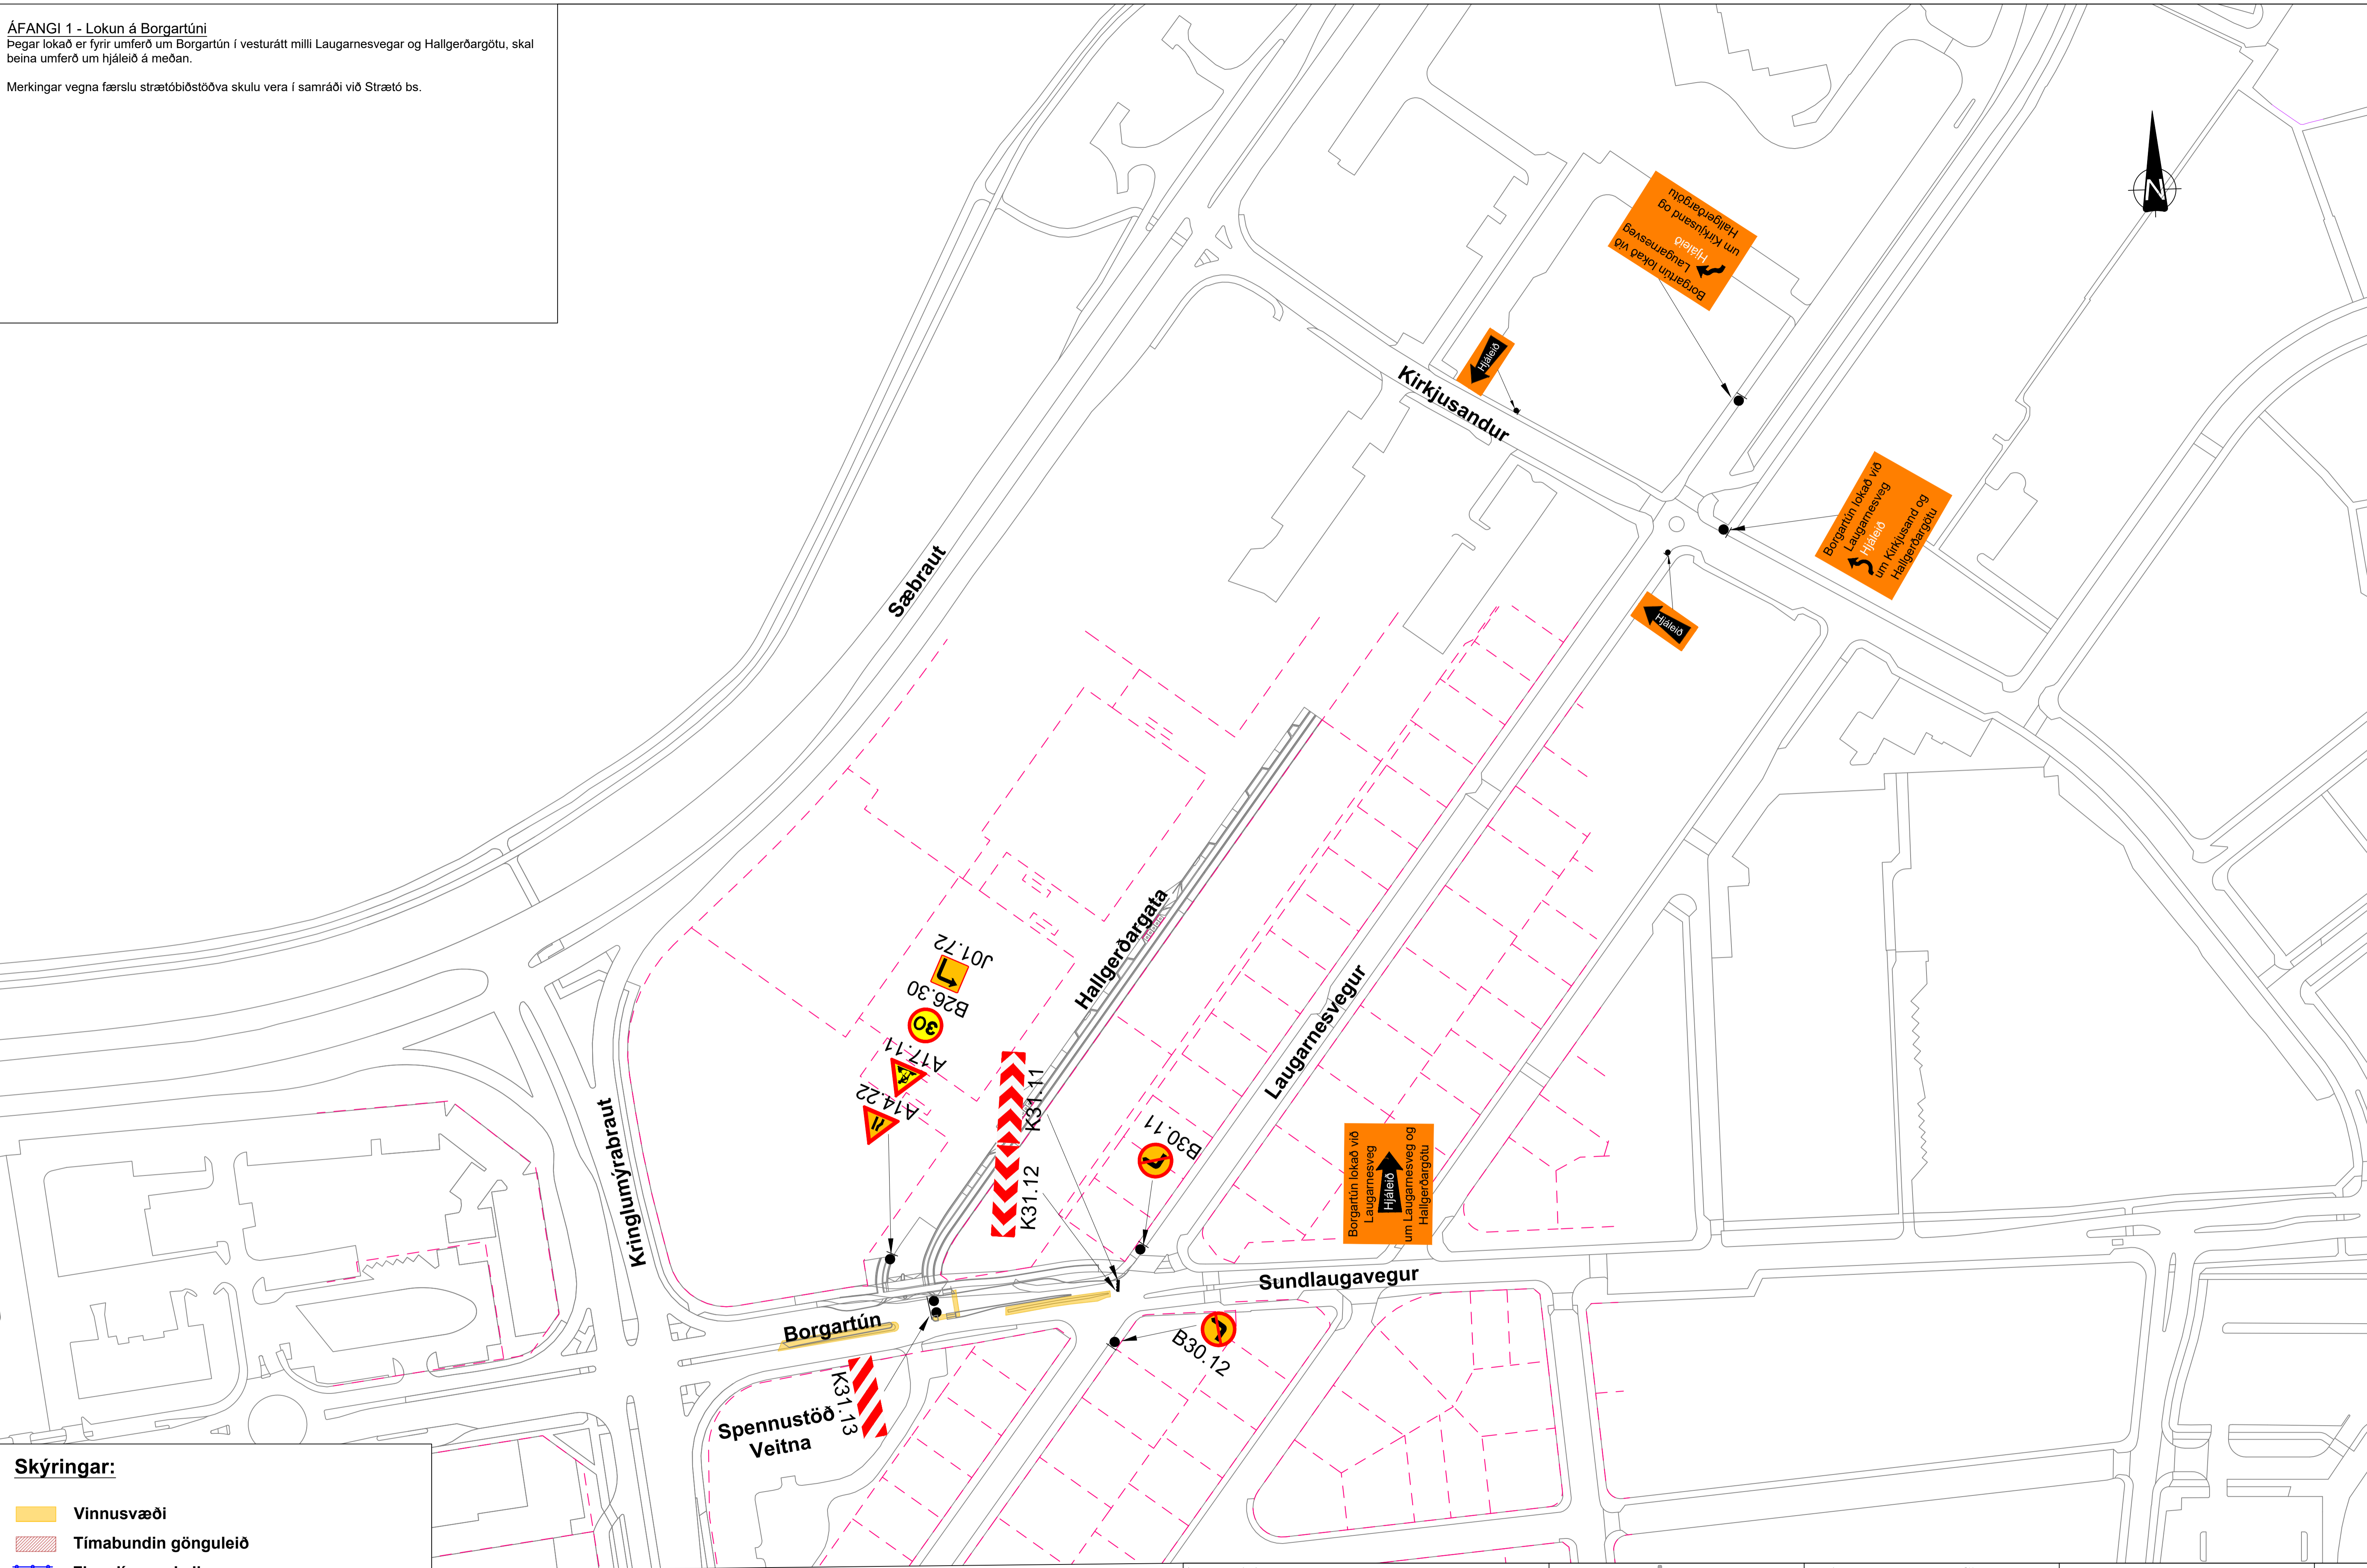 ÁFANGI 1 - Lokun á Borgartúni
Þegar lokað er fyrir umferð um Borgartún í vesturátt milli Laugarnesvegar og Hallgerðargötu, skal
beina umferð um hjáleið á meðan.
Merkingar vegna færslu strætóbiðstöðva skulu vera í samráði við Strætó bs.
Borgartún lokað við
Laugarnesveg
Hjáleið
um Kirkjusand og
Hallgerðargötu
N
Hjáleið
Kirkjusandur
Borgartún lokað við
Laugarnesveg
Hjáleið
um Kirkjusand og
Hallgerðargötu
Sæbraut
Hjáleið
Hallgerðargata
J01.72
B26.30
30
A17.11
A14.22
Laugarnesvegur
K31.11
K31.12
B30.11
Borgartún lokað við
Laugarnesveg
Hjáleið
um Laugarnesveg og
Hallgerðargötu
Kringlumýrabraut
Sundlaugavegur
Borgartún
B30.12
K31.13
Spennustöð
Veitna
Skýringar:
Vinnusvæði
Tímabundin gönguleið